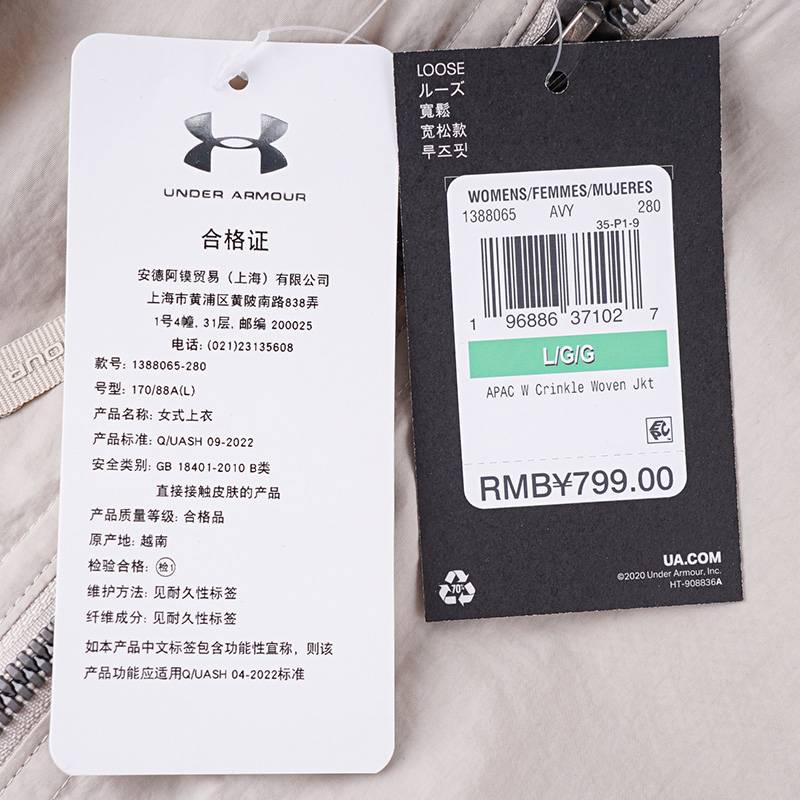 UNDER ARMOUR
合格证
安德阿镆贸易（上海）有限公司
上海市黄浦区黄陂南路838弄
1号4幢, 31层, 邮编 200025
电话: (021)23135608
款号: 1388065-280
号型: 170/88A(L)
产品名称: 女式上衣
产品标准: Q/UASH 09-2022
安全类别: GB 18401-2010 B类
直接接触皮肤的产品
产品质量等级: 合格品
原产地: 越南
检验合格: 检1
维护方法: 见耐久性标签
纤维成分: 见耐久性标签
如本产品中文标签包含功能性宣称, 则该
产品功能应适用Q/UASH 04-2022标准
LOOSE
ルーズ
寬鬆
宽松款
루즈핏
WOMENS/FEMMES/MUJERES
1388065 AVY 280
35-P1-9
1 96886 37102 7
L/G/G
APAC W Crinkle Woven Jkt
RMB¥799.00
70%
UA.COM
©2020 Under Armour, Inc.
HT-908836A